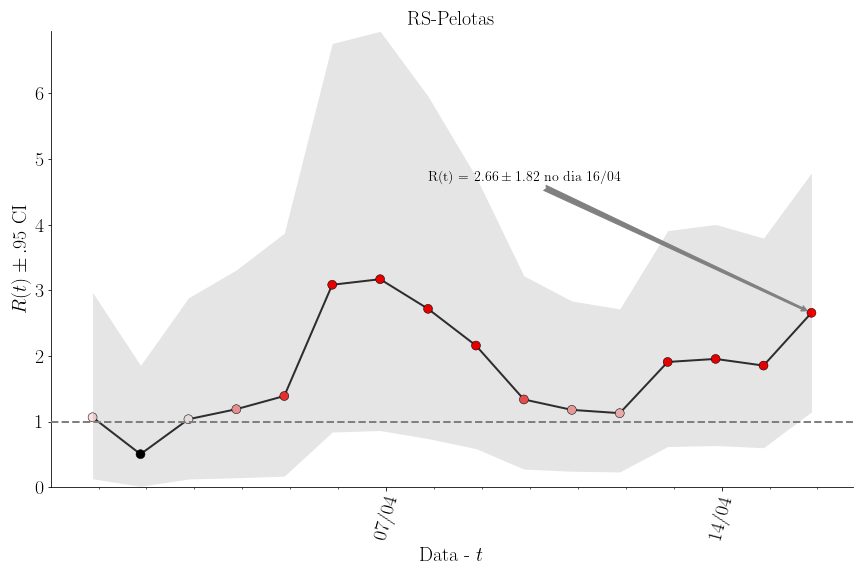 RS-Pelotas
6
5
4
3
2
1
0
R(t) ± .95 CI
R(t) = 2.66 ± 1.82 no dia 16/04
07/04
14/04
Data - t